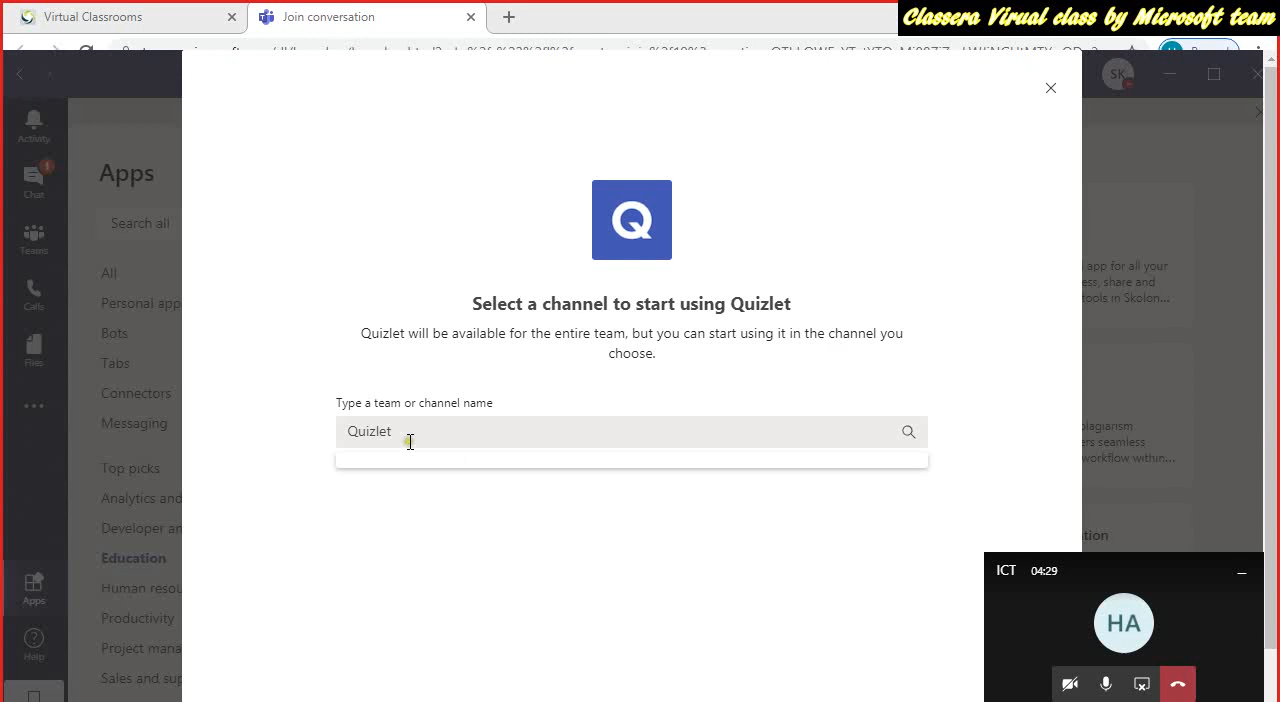 Virtual Classrooms
Join conversation
Classera Virual class by Microsoft team
SK
Activity
Chat
1
Teams
Calls
Files
Apps
Help
Apps
Search all
All
Personal app
Bots
Tabs
Connectors
Messaging
Top picks
Analytics and
Developer an
Education
Human resou
Productivity
Project mana
Sales and sup
Q
Select a channel to start using Quizlet
Quizlet will be available for the entire team, but you can start using it in the channel you
choose.
Type a team or channel name
Quizlet
app for all your
ess, share and
tools in Skolon...
plagiarism
ers seamless
workflow within...
tion
ICT 04:29
HA